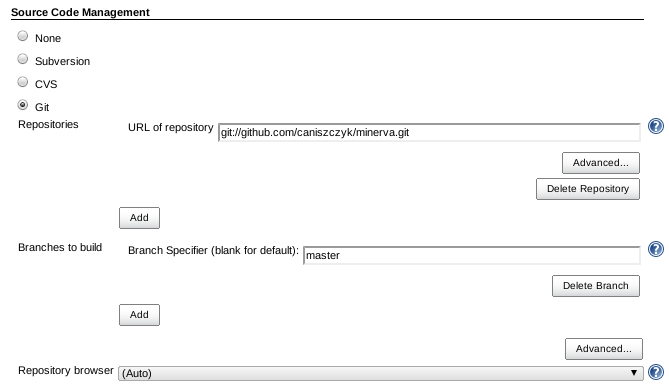 Source Code Management
None
Subversion
CVS
Git
Repositories URL of repository git://github.com/caniszczyk/minerva.git ?
Advanced...
Delete Repository
Add
Branches to build Branch Specifier (blank for default): master ?
Delete Branch
Add
Advanced...
Repository browser (Auto) ?